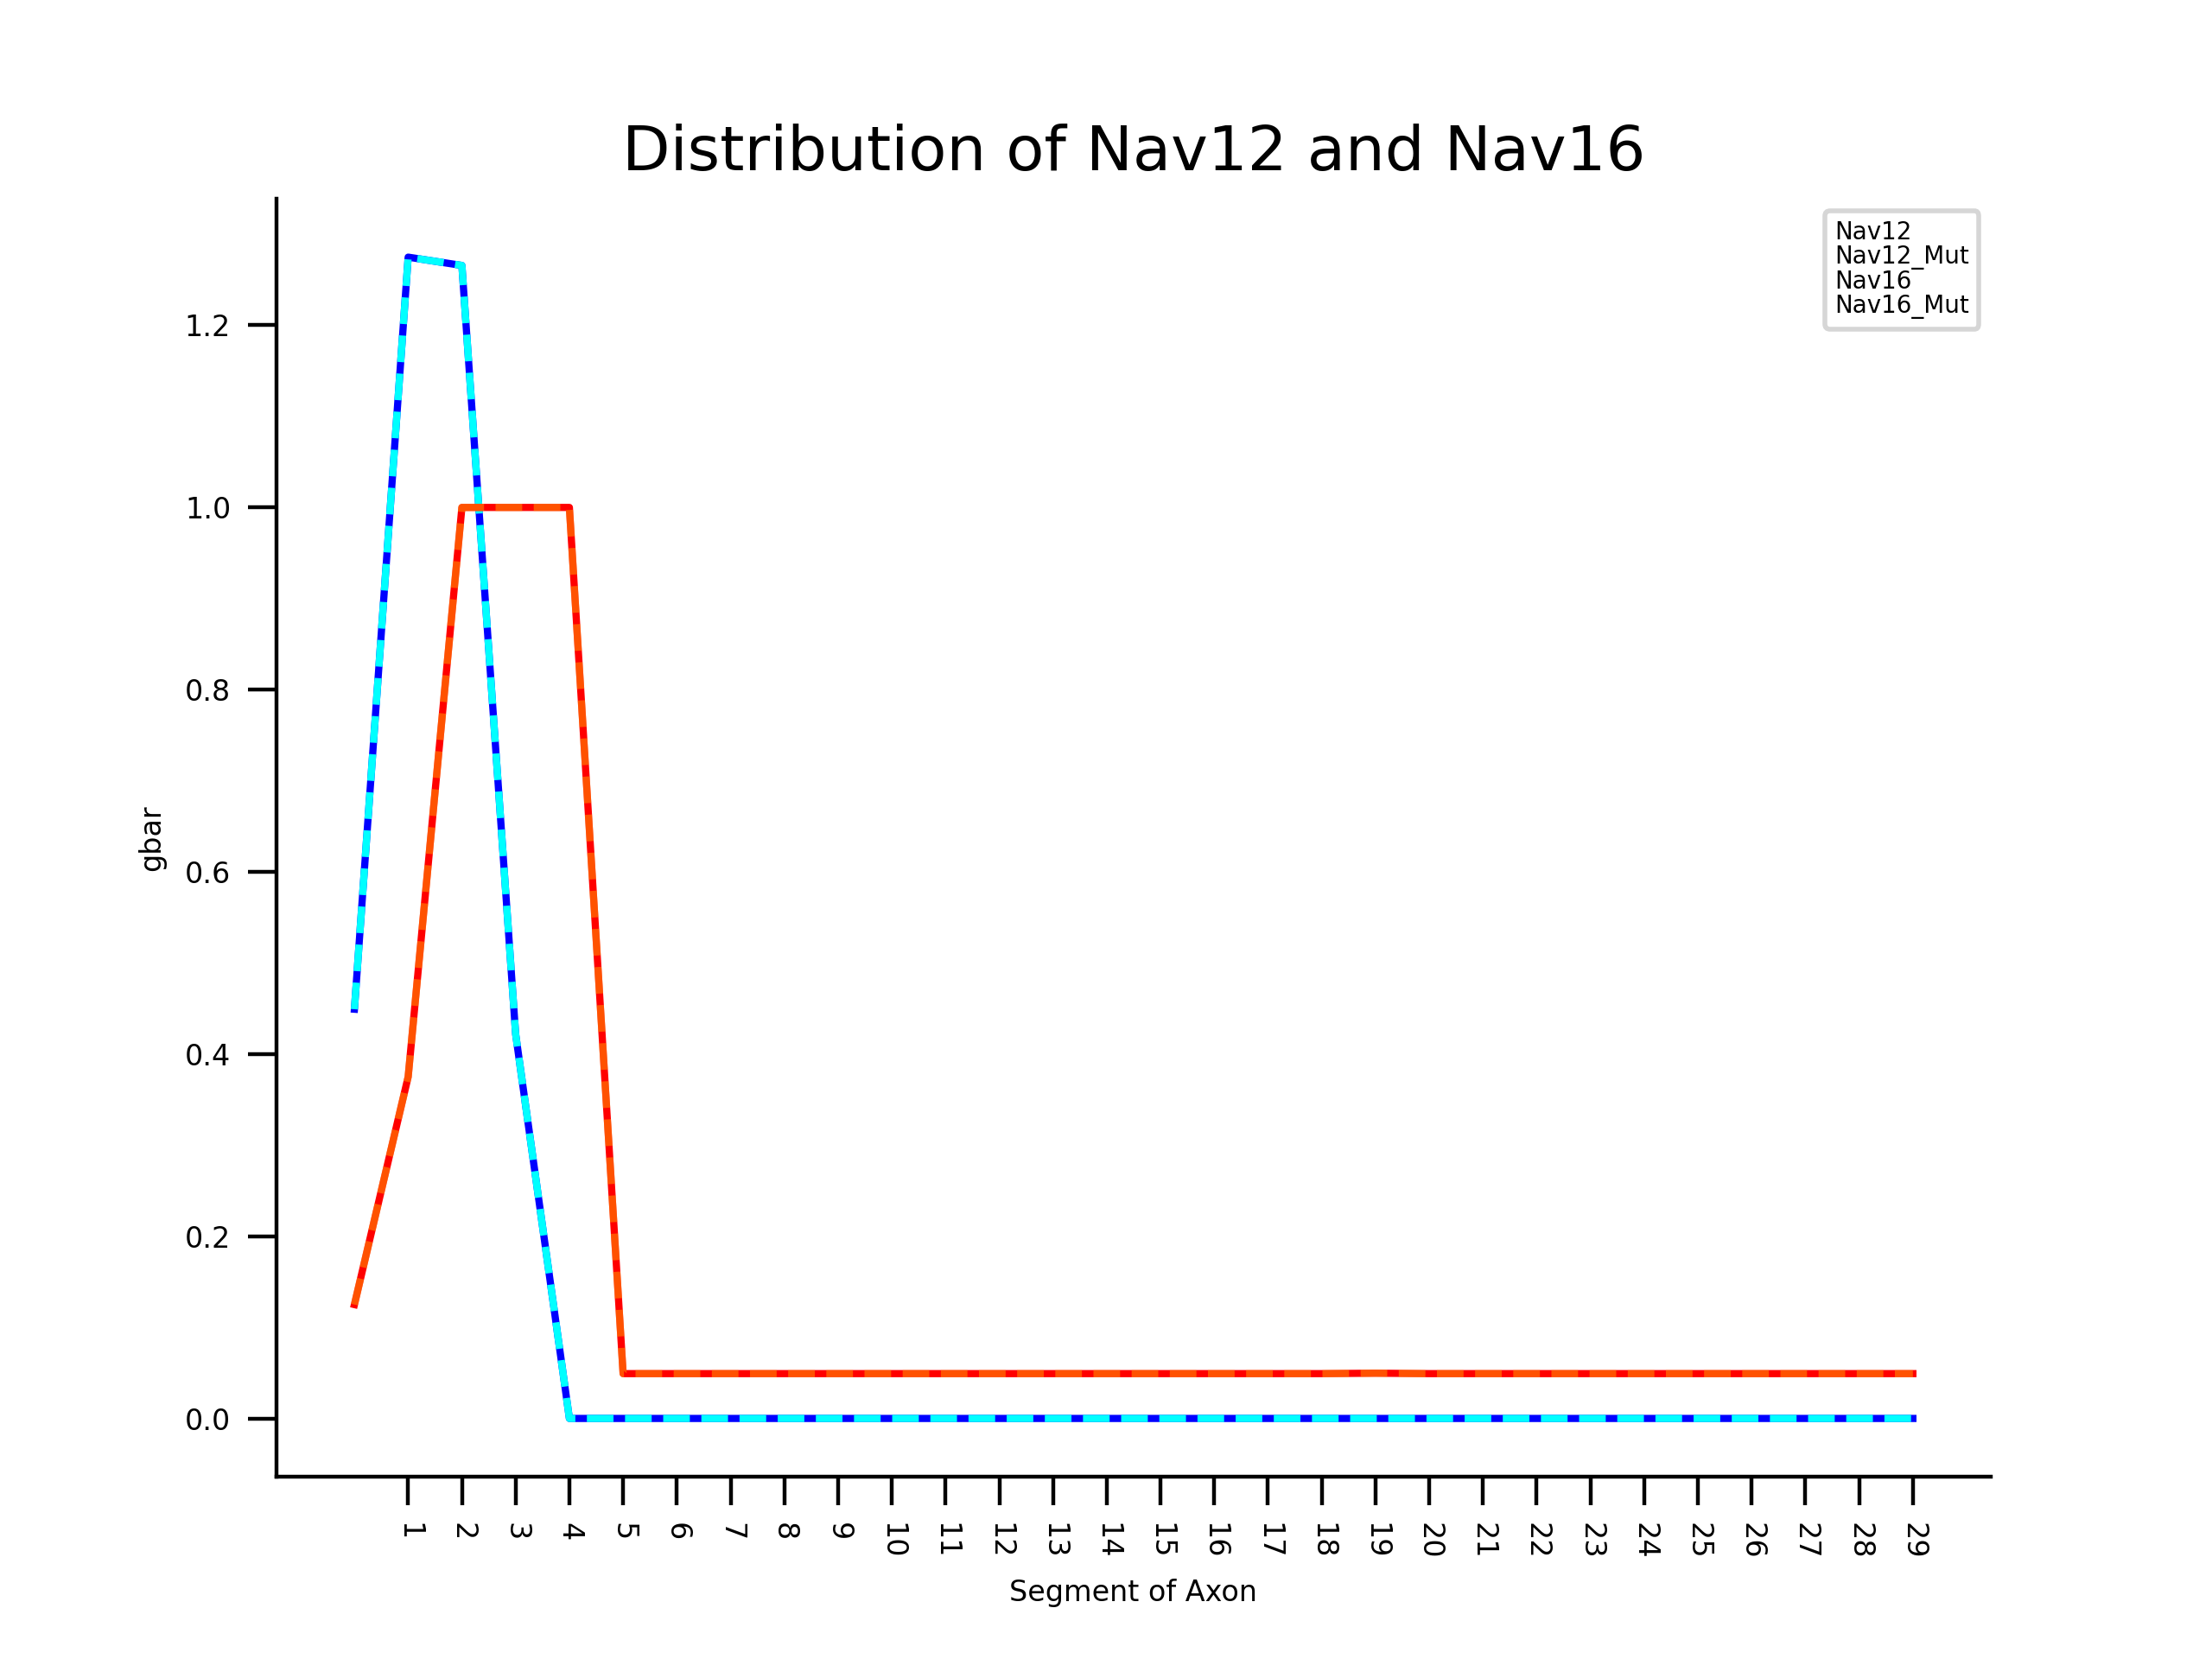 Distribution of Nav12 and Nav16
Nav12
Nav12_Mut
Nav16
Nav16_Mut
1.2
1.0
0.8
0.6
0.4
0.2
0.0
gbar
1 2 3 4 5 6 7 8 9 10 11 12 13 14 15 16 17 18 19 20 21 22 23 24 25 26 27 28 29
Segment of Axon